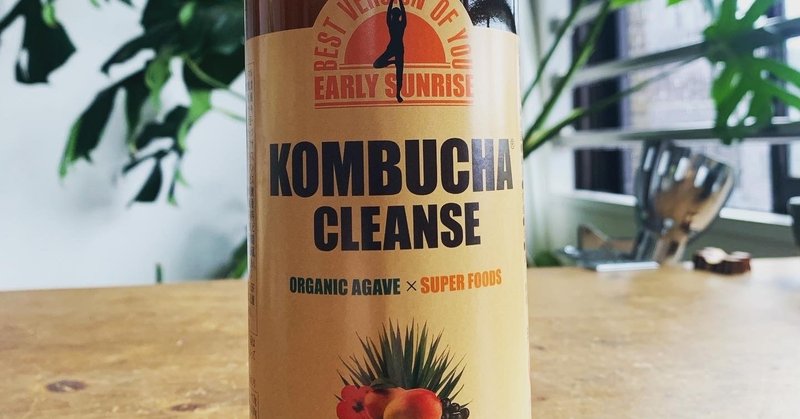 BEST VERSION OF YOU
EARLY SUNRISE
KOMBUCHA
CLEANSE
ORGANIC AGAVE × SUPER FOODS